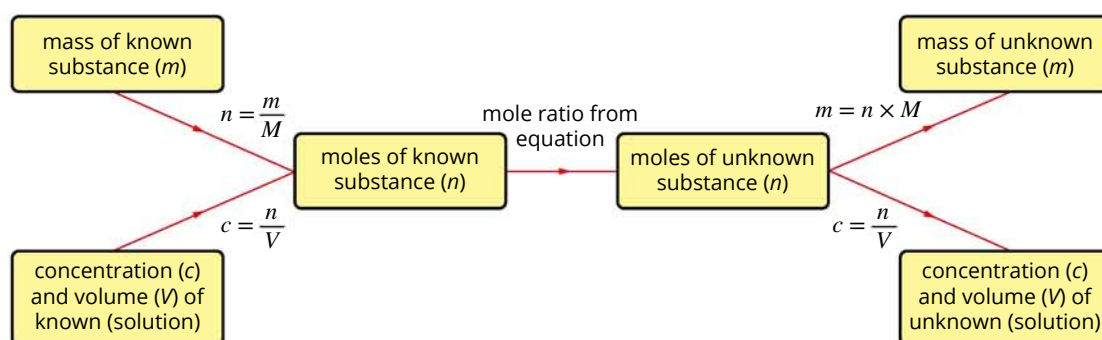 mass of known
substance (m)
n = m/M
concentration (c)
and volume (V) of
known (solution)
c = n/V
moles of known
substance (n)
mole ratio from
equation
moles of unknown
substance (n)
mass of unknown
substance (m)
m = n × M
concentration (c)
and volume (V) of
unknown (solution)
c = n/V